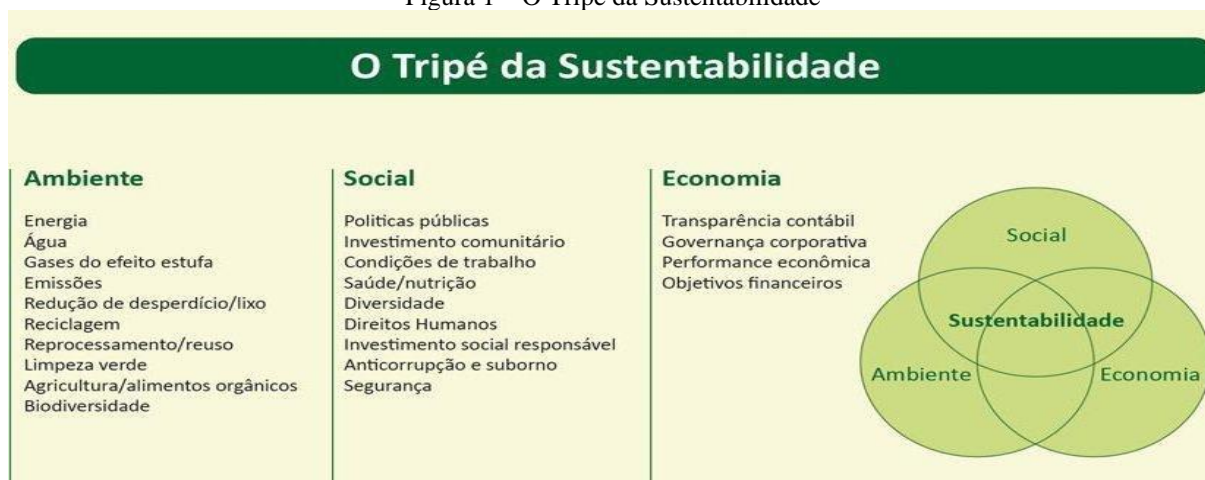 Figura 1 – O Tripé da Sustentabilidade
O Tripé da Sustentabilidade
Ambiente
Energia
Água
Gases do efeito estufa
Emissões
Redução de desperdício/lixo
Reciclagem
Reprocessamento/reuso
Limpeza verde
Agricultura/alimentos orgânicos
Biodiversidade
Social
Politicas públicas
Investimento comunitário
Condições de trabalho
Saúde/nutrição
Diversidade
Direitos Humanos
Investimento social responsável
Anticorrupção e suborno
Segurança
Economia
Transparência contábil
Governança corporativa
Performance econômica
Objetivos financeiros
Social
Sustentabilidade
Ambiente
Economia